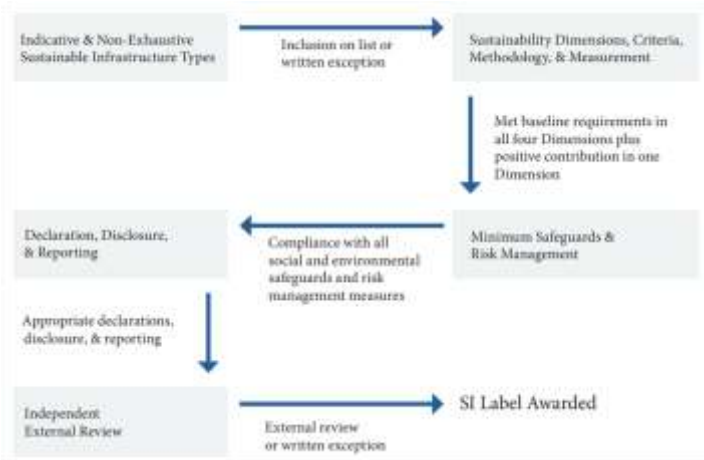 Indicative & Non-Exhaustive
Sustainable Infrastructure Types
Inclusion on list or
written exception
Sustainability Dimensions, Criteria,
Methodology, & Measurement
Met baseline requirements in
all four Dimensions plus
positive contribution in one
Dimension
Minimum Safeguards &
Risk Management
Compliance with all
social and environmental
safeguards and risk
management measures
Declaration, Disclosure,
& Reporting
Appropriate declarations,
disclosure, & reporting
Independent
External Review
External review
or written exception
SI Label Awarded